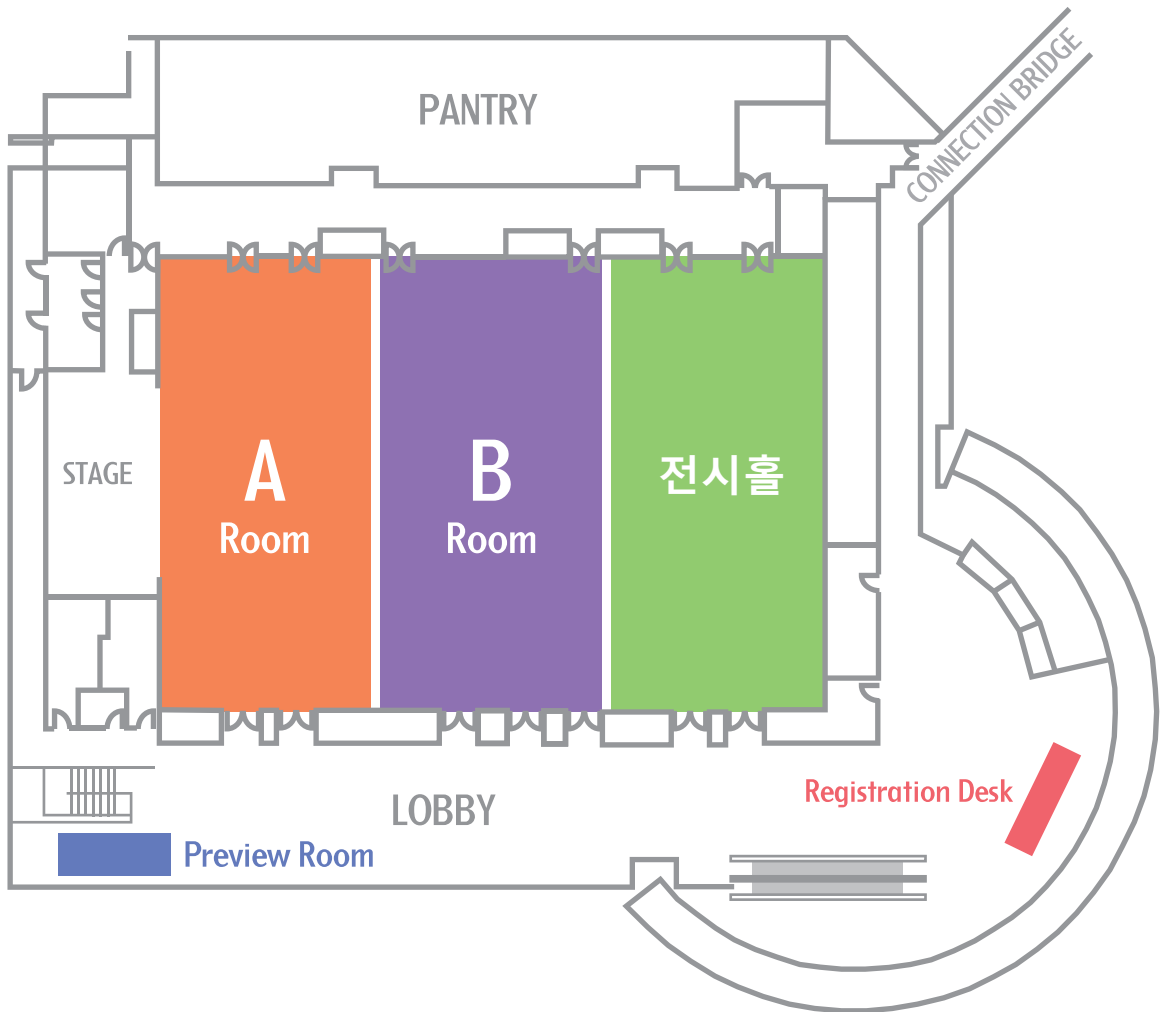 PANTRY
CONNECTION BRIDGE
STAGE
A
Room
B
Room
전시홀
Registration Desk
LOBBY
Preview Room